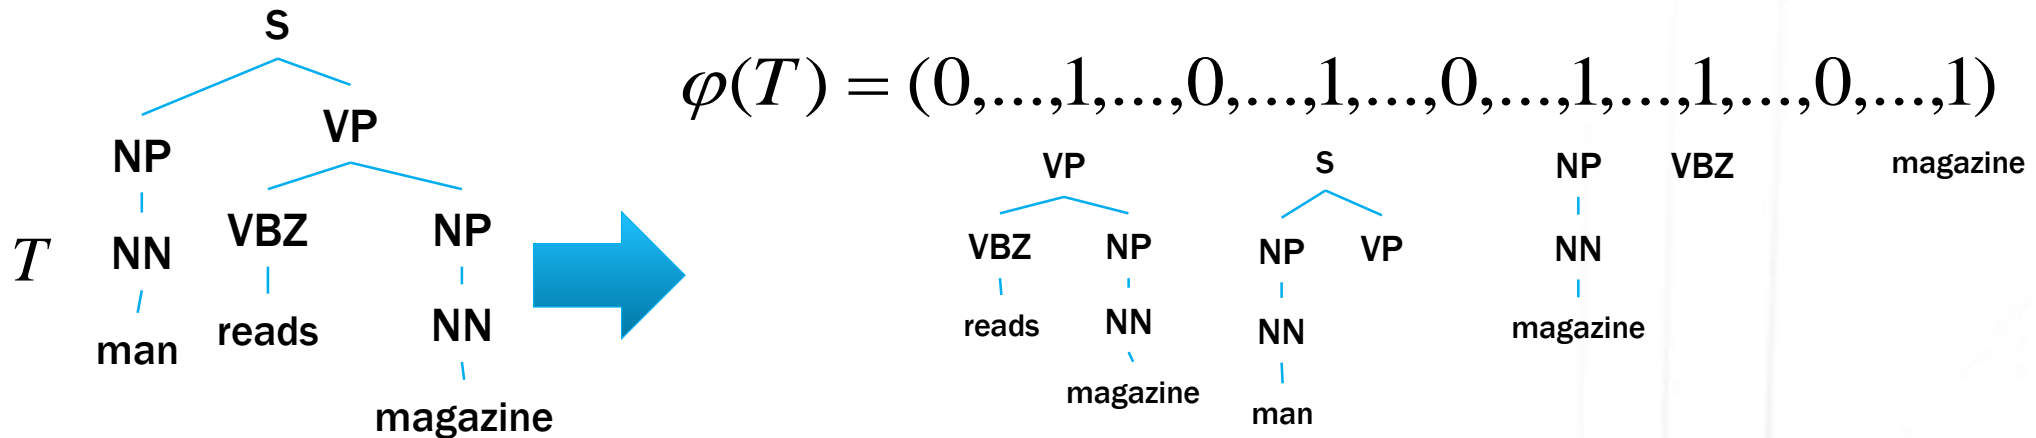 S
φ(T) = (0,...,1,...,0,...,1,...,0,...,1,...,1,...,0,...,1)
VP
NP
VP S NP VBZ magazine
T
NN VBZ NP
VBZ NP NP VP NN
man reads NN
reads NN NN magazine
magazine
magazine man